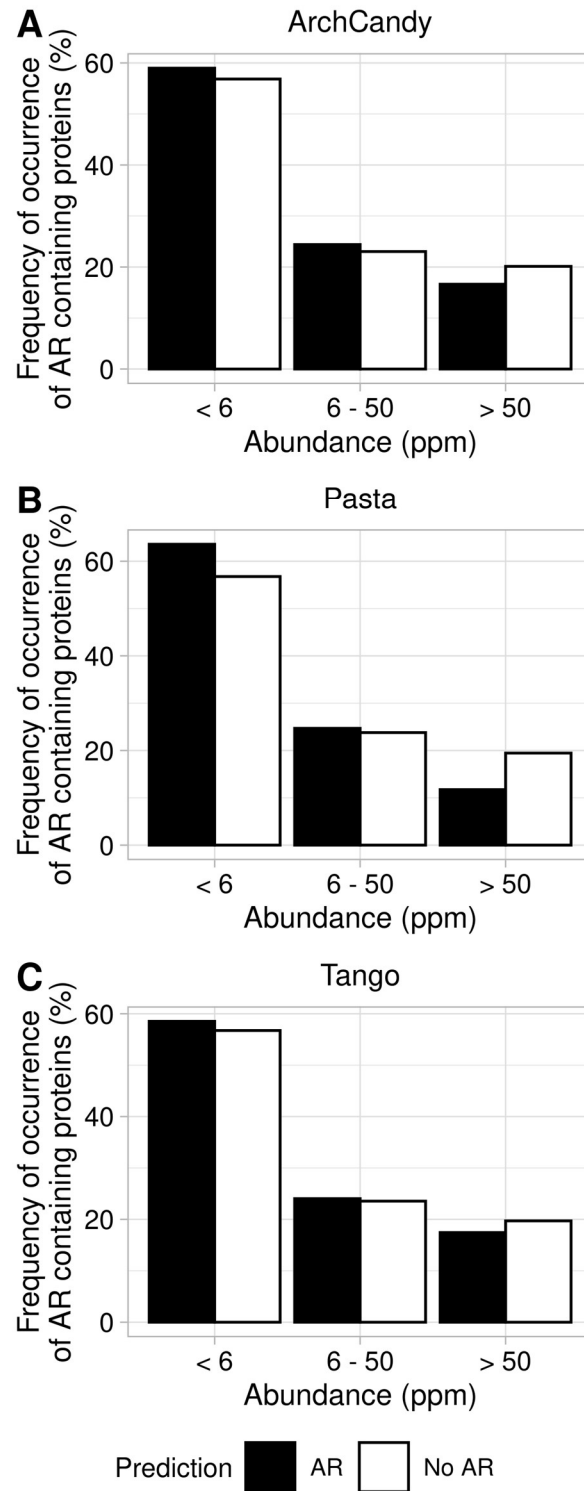 A
ArchCandy
Frequency of occurrence
of AR containing proteins (%)
60
40
20
0
< 6
6 - 50
> 50
Abundance (ppm)
B
Pasta
Frequency of occurrence
of AR containing proteins (%)
60
40
20
0
< 6
6 - 50
> 50
Abundance (ppm)
C
Tango
Frequency of occurrence
of AR containing proteins (%)
60
40
20
0
< 6
6 - 50
> 50
Abundance (ppm)
Prediction AR No AR